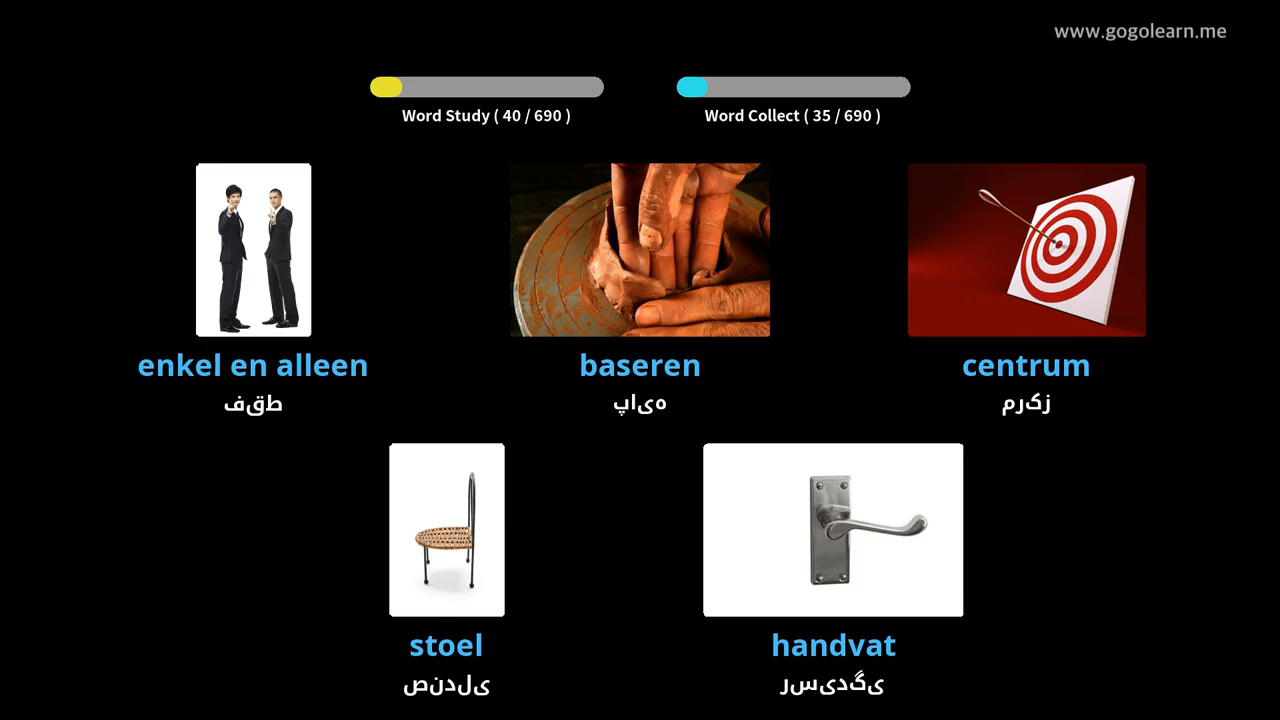 www.gogolearn.me
Word Study ( 40 / 690 )
Word Collect ( 35 / 690 )
enkel en alleen
طقف
baseren
هیاپ
centrum
زکرم
stoel
یلدنص
handvat
یگدیسر